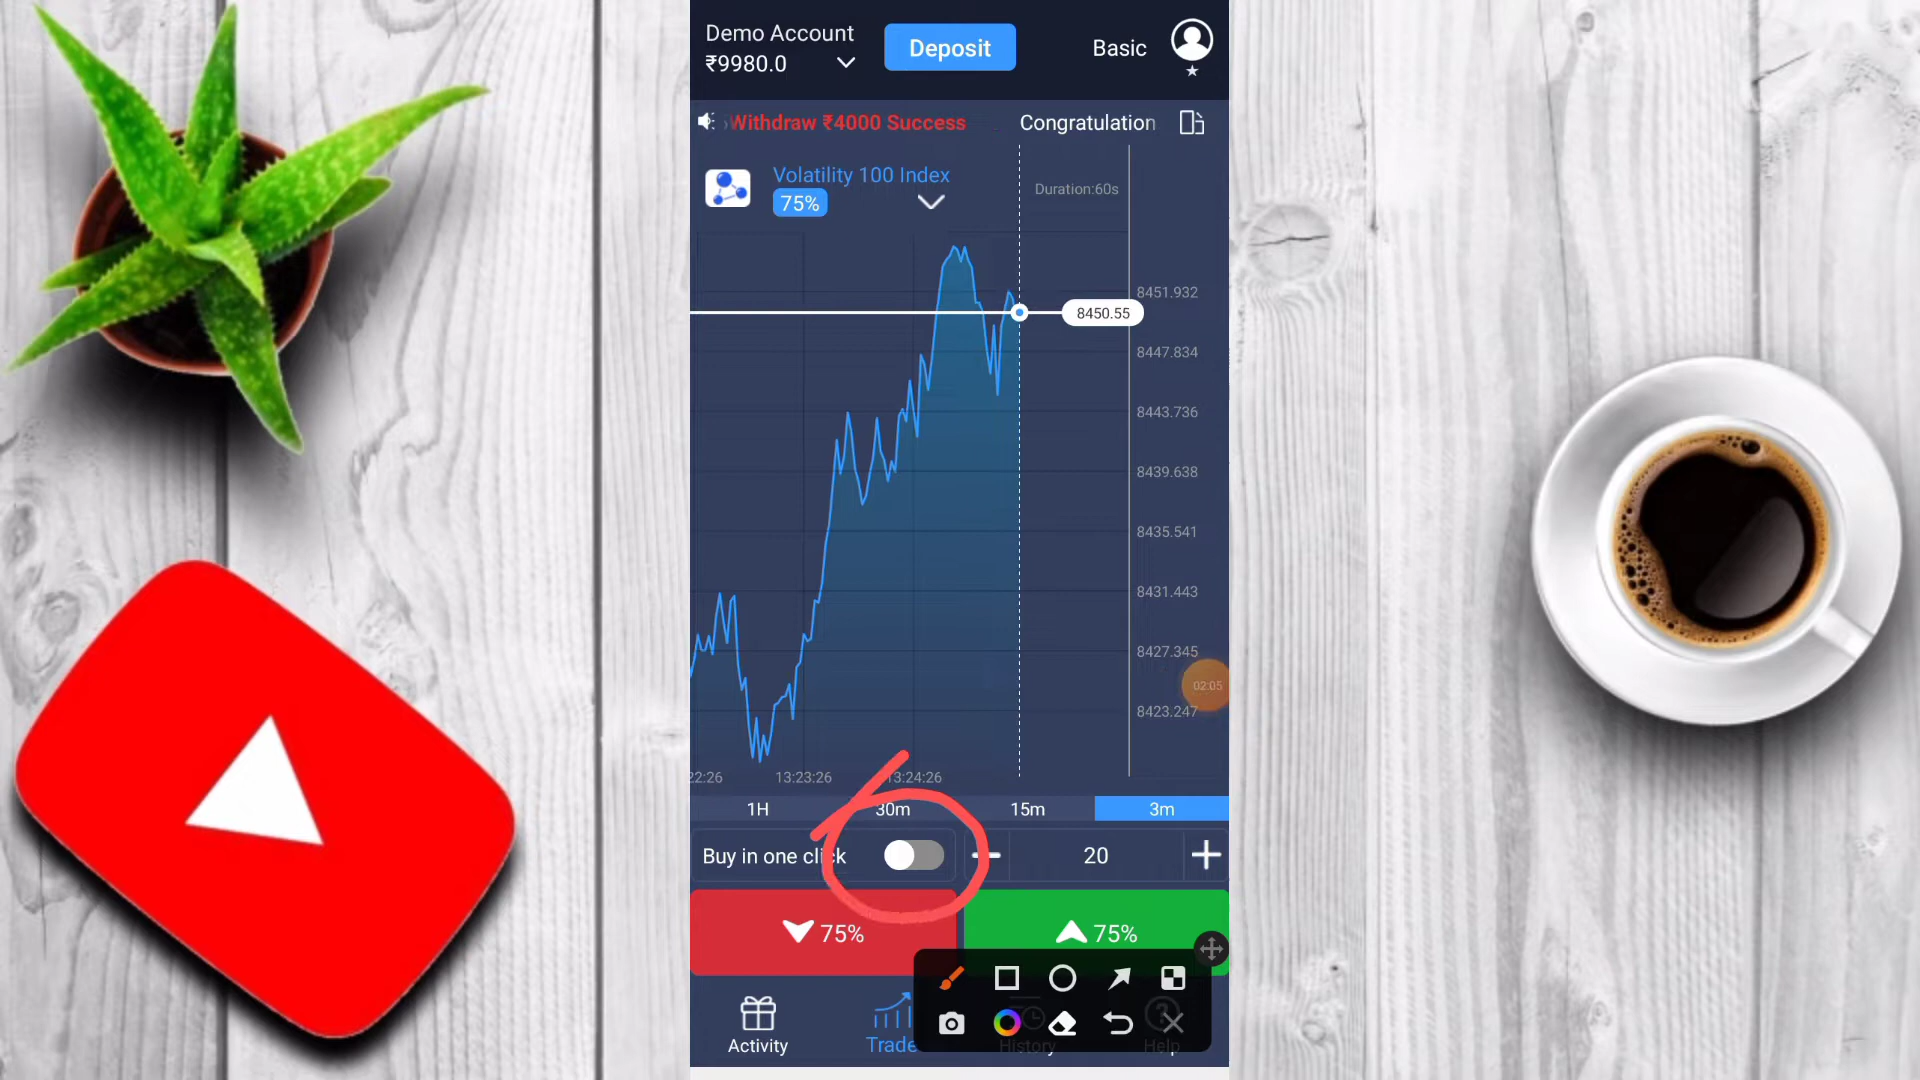 Demo Account
₹9980.0
Deposit
Basic
Withdraw ₹4000 Success
Congratulation
Volatility 100 Index
75%
Duration:60s
8451.932
8450.55
8447.834
8443.736
8439.638
8435.541
8431.443
8427.345
02:05
8423.247
22:26
13:23:26
13:24:26
1H
30m
15m
3m
Buy in one click
20
75%
75%
Activity
Trade
History
Help